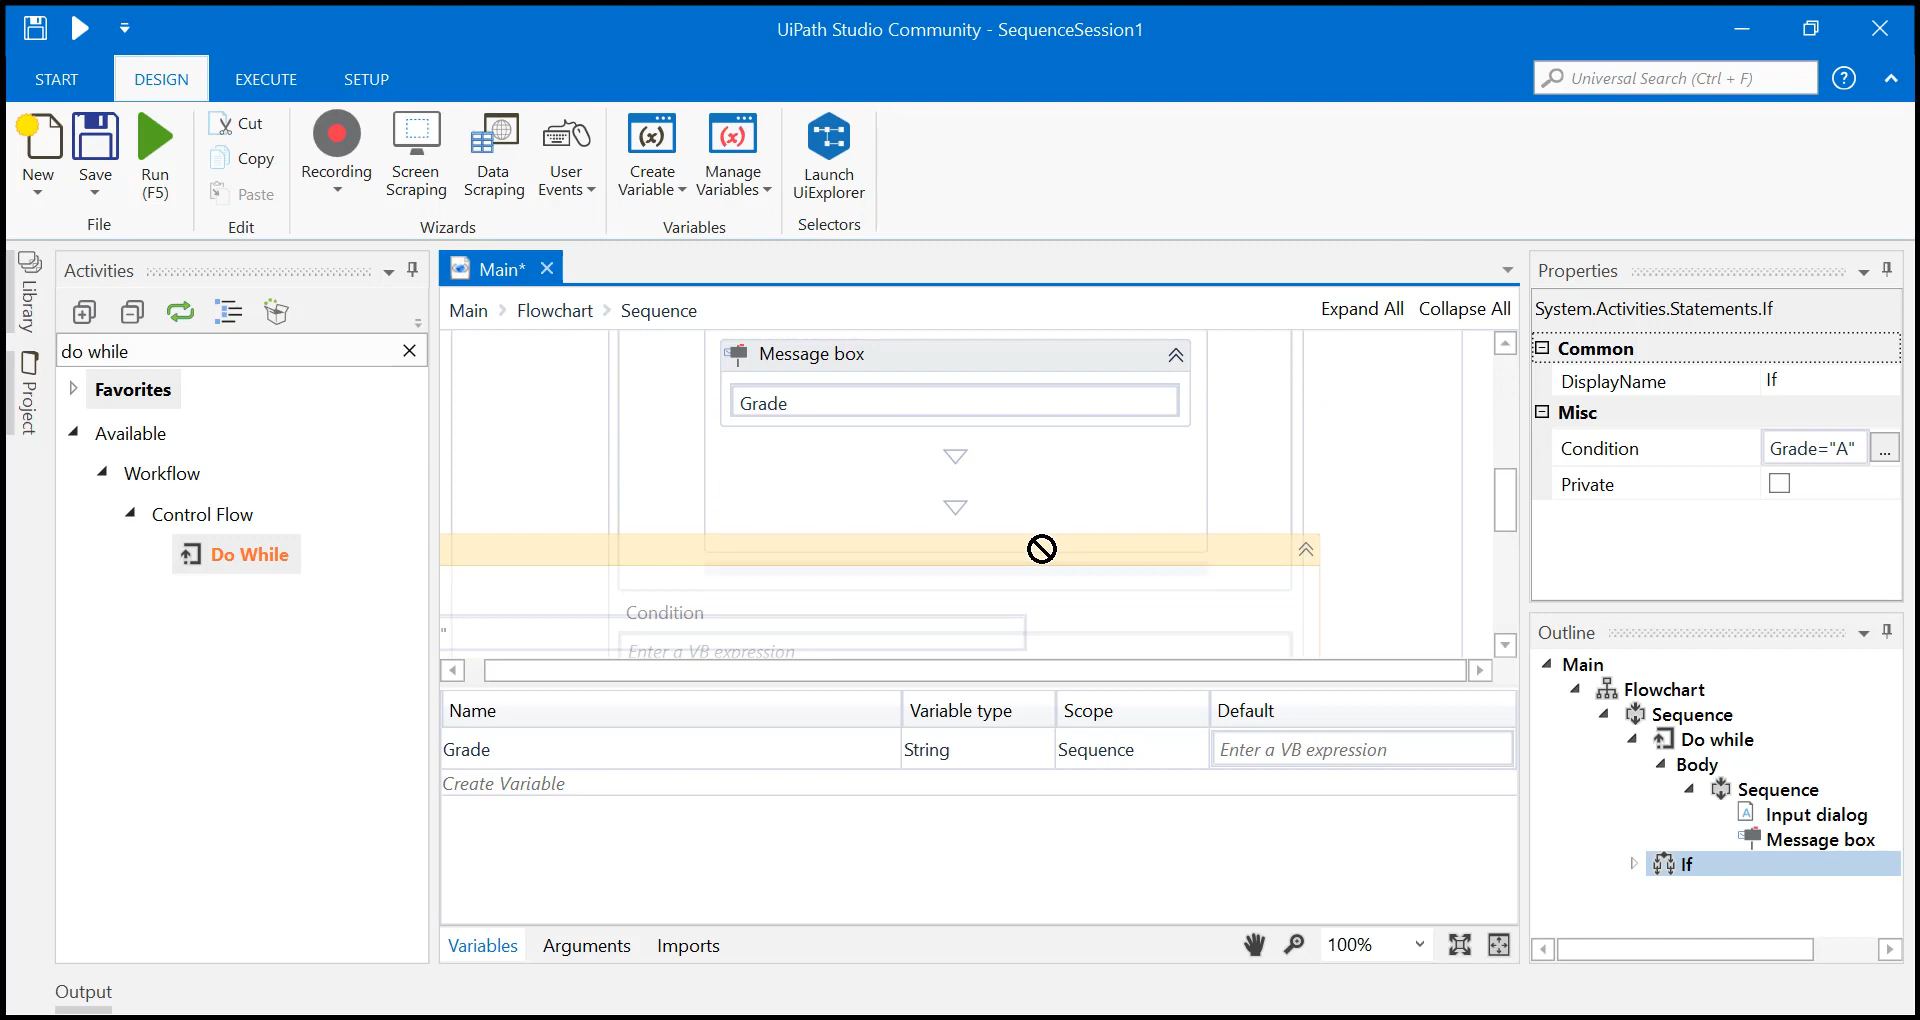 UiPath Studio Community - SequenceSession1
START
DESIGN
EXECUTE
SETUP
Universal Search (Ctrl + F)
New
Save
Run
(F5)
File
Cut
Copy
Paste
Edit
Recording
Screen
Scraping
Data
Scraping
User
Events
Wizards
Create
Variable
Manage
Variables
Variables
Launch
UiExplorer
Selectors
Library
Project
Activities
do while
Favorites
Available
Workflow
Control Flow
Do While
Main*
Main
Flowchart
Sequence
Expand All
Collapse All
Message box
Grade
Condition
"
Enter a VB expression
Name
Variable type
Scope
Default
Grade
String
Sequence
Enter a VB expression
Create Variable
Variables
Arguments
Imports
100%
Properties
System.Activities.Statements.If
Common
DisplayName
If
Misc
Condition
Grade="A"
...
Private
Outline
Main
Flowchart
Sequence
Do while
Body
Sequence
Input dialog
Message box
If
Output